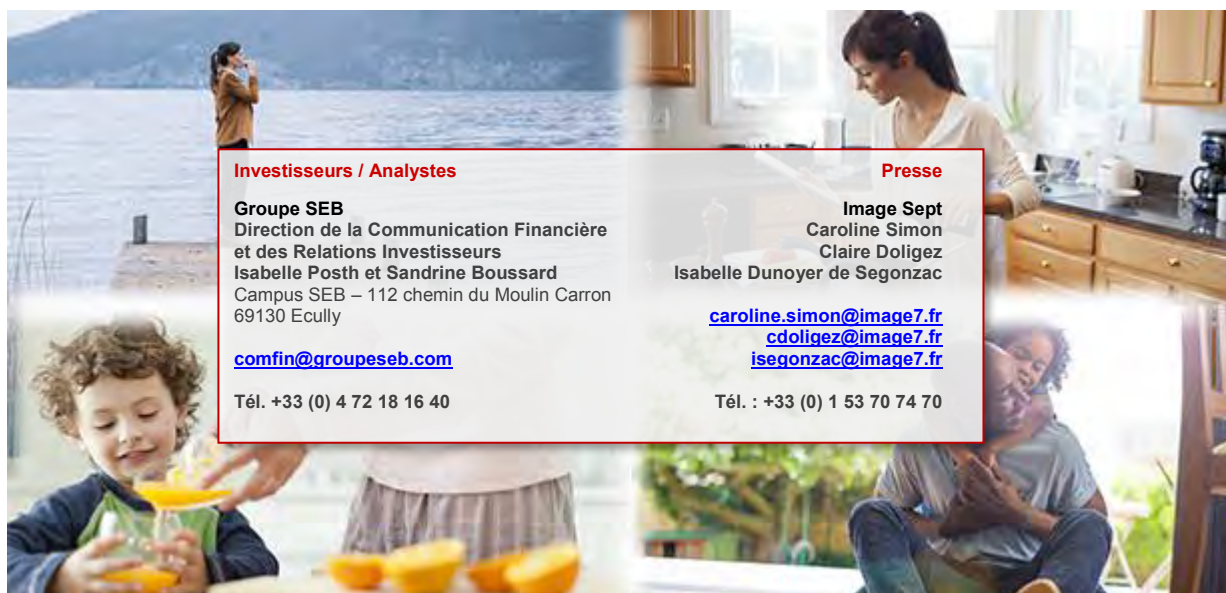 Investisseurs / Analystes
Groupe SEB
Direction de la Communication Financière
et des Relations Investisseurs
Isabelle Posth et Sandrine Boussard
Campus SEB – 112 chemin du Moulin Carron
69130 Ecully
comfin@groupeseb.com
Tél. +33 (0) 4 72 18 16 40
Presse
Image Sept
Caroline Simon
Claire Doligez
Isabelle Dunoyer de Segonzac
caroline.simon@image7.fr
cdoligez@image7.fr
isegonzac@image7.fr
Tél. : +33 (0) 1 53 70 74 70